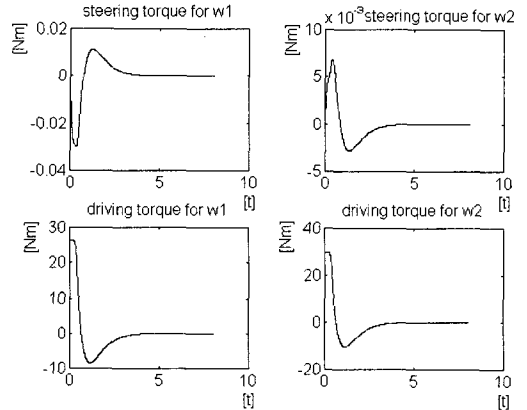 steering torque for w1
[Nm]
0.02
0
-0.02
-0.04
0
5
10
[t]
x 10-3 steering torque for w2
[Nm]
10
5
0
-5
0
5
10
[t]
driving torque for w1
[Nm]
30
20
10
0
-10
0
5
10
[t]
driving torque for w2
[Nm]
40
20
0
-20
0
5
10
[t]